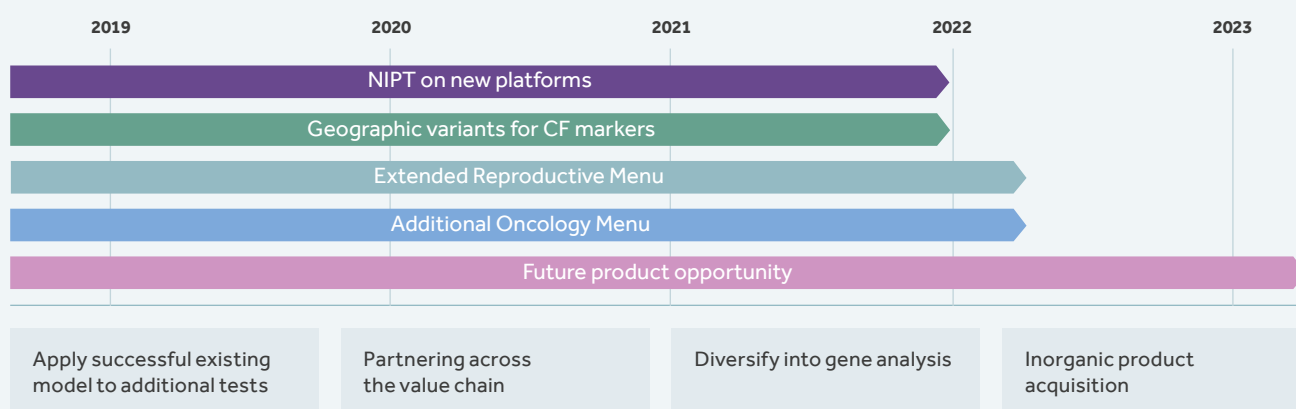 2019 2020 2021 2022 2023
NIPT on new platforms
Geographic variants for CF markers
Extended Reproductive Menu
Additional Oncology Menu
Future product opportunity
Apply successful existing
model to additional tests
Partnering across
the value chain
Diversify into gene analysis
Inorganic product
acquisition